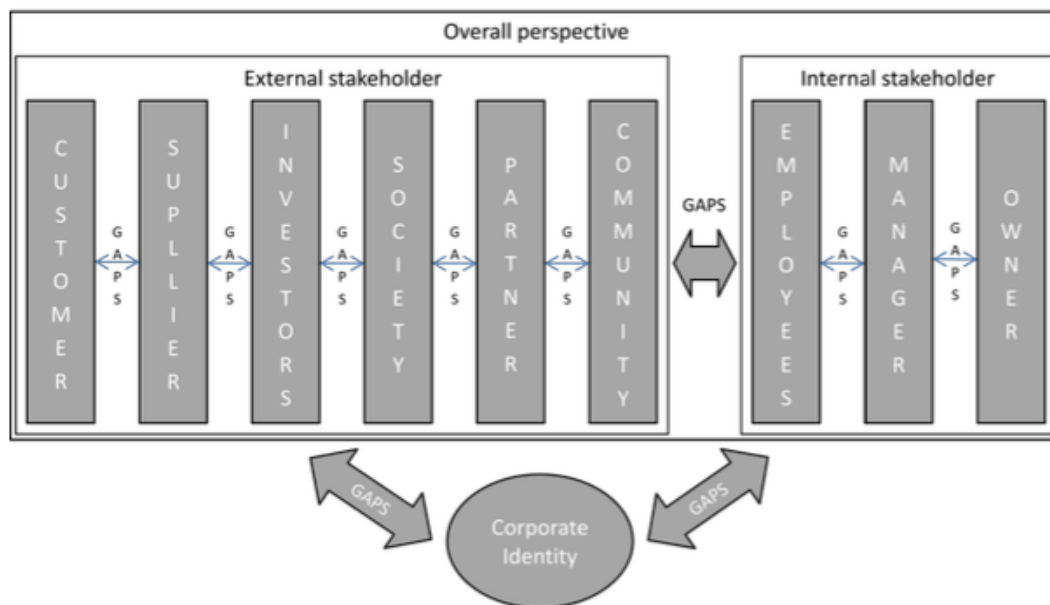 Overall perspective
External stakeholder
Internal stakeholder
CUSTOMER
GAPS
SUPLLIER
GAPS
INVESTORS
GAPS
SOCIETY
GAPS
PARTNER
GAPS
COMMUNITY
GAPS
EMPLOYEES
GAPS
MANAGER
GAPS
OWNER
GAPS
GAPS
Corporate
Identity